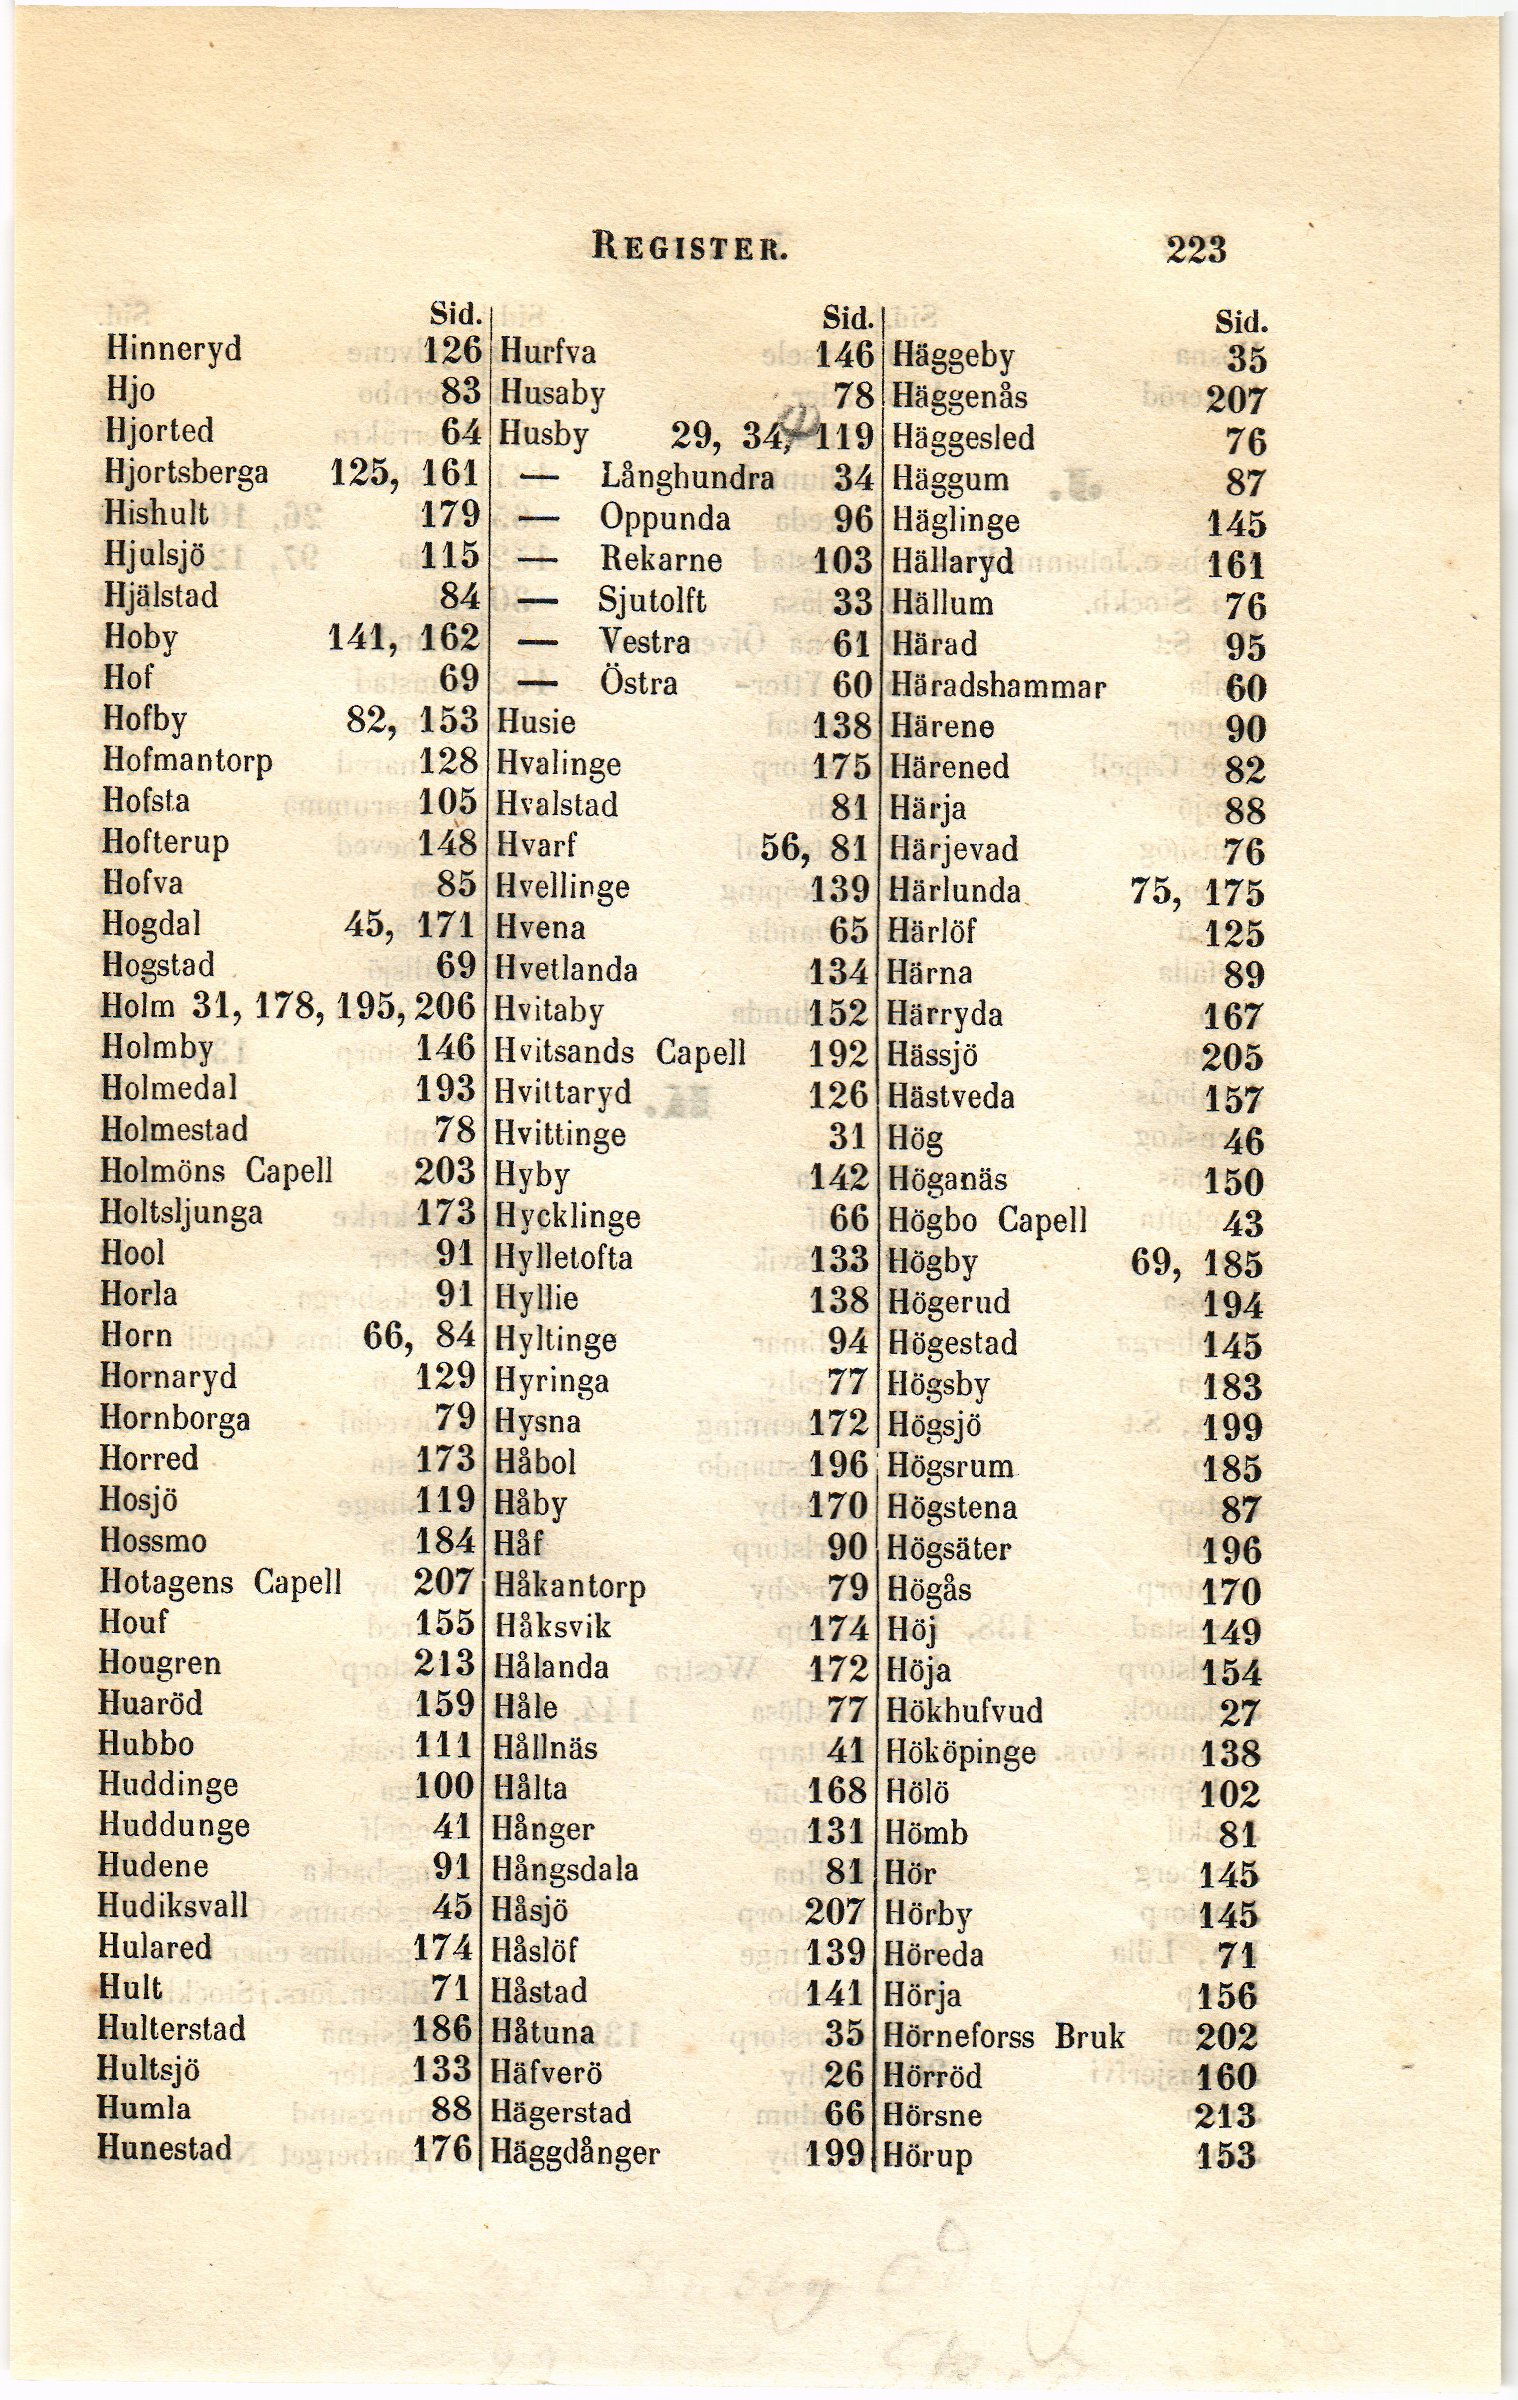 REGISTER. 223
Sid.
Hinneryd 126
Hjo 83
Hjorted 64
Hjortsberga 125, 161
Hishult 179
Hjulsjö 115
Hjälstad 84
Hoby 141, 162
Hof 69
Hofby 82, 153
Hofmantorp 128
Hofsta 105
Hofterup 148
Hofva 85
Hogdal 45, 171
Hogstad 69
Holm 31, 178, 195, 206
Holmby 146
Holmedal 193
Holmestad 78
Holmöns Capell 203
Holtsljunga 173
Hool 91
Horla 91
Horn 66, 84
Hornaryd 129
Hornborga 79
Horred 173
Hosjö 119
Hossmo 184
Hotagens Capell 207
Houf 155
Hougren 213
Huaröd 159
Hubbo 111
Huddinge 100
Huddunge 41
Hudene 91
Hudiksvall 45
Hulared 174
Hult 71
Hulterstad 186
Hultsjö 133
Humla 88
Hunestad 176
Sid.
Hurfva 146
Husaby 78
Husby 29, 34, 119
— Långhundra 34
— Oppunda 96
— Rekarne 103
— Sjutolft 33
— Vestra 61
— Östra 60
Husie 138
Hvalinge 175
Hvalstad 81
Hvarf 56, 81
Hvellinge 139
Hvena 65
Hvetlanda 134
Hvitaby 152
Hvitsands Capell 192
Hvittaryd 126
Hvittinge 31
Hyby 142
Hycklinge 66
Hylletofta 133
Hyllie 138
Hyltinge 94
Hyringa 77
Hysna 172
Håbol 196
Håby 170
Håf 90
Håkantorp 79
Håksvik 174
Hålanda 172
Håle 77
Hållnäs 41
Hålta 168
Hånger 131
Hångsdala 81
Håsjö 207
Håslöf 139
Håstad 141
Håtuna 35
Häfverö 26
Hägerstad 66
Häggdånger 199
Sid.
Häggeby 35
Häggenås 207
Häggesled 76
Häggum 87
Häglinge 145
Hällaryd 161
Hällum 76
Härad 95
Häradshammar 60
Härene 90
Härened 82
Härja 88
Härjevad 76
Härlunda 75, 175
Härlöf 125
Härna 89
Härryda 167
Hässjö 205
Hästveda 157
Hög 46
Höganäs 150
Högbo Capell 43
Högby 69, 185
Högerud 194
Högestad 145
Högsby 183
Högsjö 199
Högsrum 185
Högstena 87
Högsäter 196
Högås 170
Höj 149
Höja 154
Hökhufvud 27
Hököpinge 138
Hölö 102
Hömb 81
Hör 145
Hörby 145
Höreda 71
Hörja 156
Hörneforss Bruk 202
Hörröd 160
Hörsne 213
Hörup 153